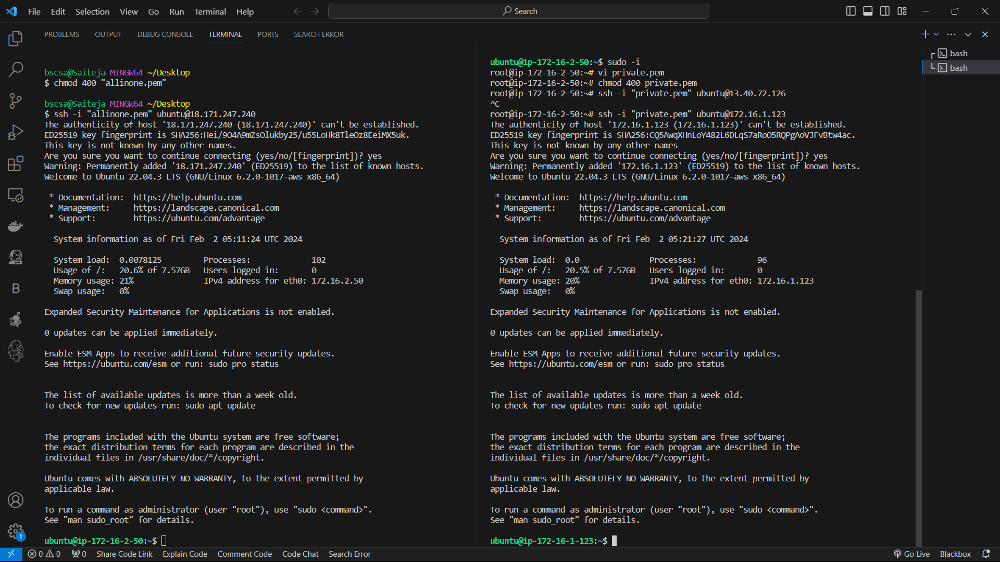 File Edit Selection View Go Run Terminal Help
Search
PROBLEMS OUTPUT DEBUG CONSOLE TERMINAL PORTS SEARCH ERROR
bscsa@Saiteja MINGW64 ~/Desktop
$ chmod 400 "allinone.pem"
bscsa@Saiteja MINGW64 ~/Desktop
$ ssh -i "allinone.pem" ubuntu@18.171.247.240
The authenticity of host '18.171.247.240 (18.171.247.240)' can't be established.
ED25519 key fingerprint is SHA256:Hei/9O4A9mZsOlukby25/u55LoHk8TleOz8EeiMX5uk.
This key is not known by any other names.
Are you sure you want to continue connecting (yes/no/[fingerprint])? yes
Warning: Permanently added '18.171.247.240' (ED25519) to the list of known hosts.
Welcome to Ubuntu 22.04.3 LTS (GNU/Linux 6.2.0-1017-aws x86_64)
* Documentation: https://help.ubuntu.com
* Management: https://landscape.canonical.com
* Support: https://ubuntu.com/advantage
System information as of Fri Feb 2 05:11:24 UTC 2024
System load: 0.0078125 Processes: 102
Usage of /: 20.6% of 7.57GB Users logged in: 0
Memory usage: 21% IPv4 address for eth0: 172.16.2.50
Swap usage: 0%
Expanded Security Maintenance for Applications is not enabled.
0 updates can be applied immediately.
Enable ESM Apps to receive additional future security updates.
See https://ubuntu.com/esm or run: sudo pro status
The list of available updates is more than a week old.
To check for new updates run: sudo apt update
The programs included with the Ubuntu system are free software;
the exact distribution terms for each program are described in the
individual files in /usr/share/doc/*/copyright.
Ubuntu comes with ABSOLUTELY NO WARRANTY, to the extent permitted by
applicable law.
To run a command as administrator (user "root"), use "sudo <command>".
See "man sudo_root" for details.
ubuntu@ip-172-16-2-50:~$
ubuntu@ip-172-16-2-50:~$ sudo -i
root@ip-172-16-2-50:~# vi private.pem
root@ip-172-16-2-50:~# chmod 400 private.pem
root@ip-172-16-2-50:~# ssh -i "private.pem" ubuntu@13.40.72.126
^C
root@ip-172-16-2-50:~# ssh -i "private.pem" ubuntu@172.16.1.123
The authenticity of host '172.16.1.123 (172.16.1.123)' can't be established.
ED25519 key fingerprint is SHA256:CQ5AwqXHnLoY482L6DLqS7aRoO5RQPgAoVJFvBtw4ac.
This key is not known by any other names
Are you sure you want to continue connecting (yes/no/[fingerprint])? yes
Warning: Permanently added '172.16.1.123' (ED25519) to the list of known hosts.
Welcome to Ubuntu 22.04.3 LTS (GNU/Linux 6.2.0-1017-aws x86_64)
* Documentation: https://help.ubuntu.com
* Management: https://landscape.canonical.com
* Support: https://ubuntu.com/advantage
System information as of Fri Feb 2 05:21:27 UTC 2024
System load: 0.0 Processes: 96
Usage of /: 20.5% of 7.57GB Users logged in: 0
Memory usage: 20% IPv4 address for eth0: 172.16.1.123
Swap usage: 0%
Expanded Security Maintenance for Applications is not enabled.
0 updates can be applied immediately.
Enable ESM Apps to receive additional future security updates.
See https://ubuntu.com/esm or run: sudo pro status
The list of available updates is more than a week old.
To check for new updates run: sudo apt update
The programs included with the Ubuntu system are free software;
the exact distribution terms for each program are described in the
individual files in /usr/share/doc/*/copyright.
Ubuntu comes with ABSOLUTELY NO WARRANTY, to the extent permitted by
applicable law.
To run a command as administrator (user "root"), use "sudo <command>".
See "man sudo_root" for details.
ubuntu@ip-172-16-1-123:~$
bash
bash
B
1
0 0 0 Share Code Link Explain Code Comment Code Code Chat Search Error Go Live Blackbox